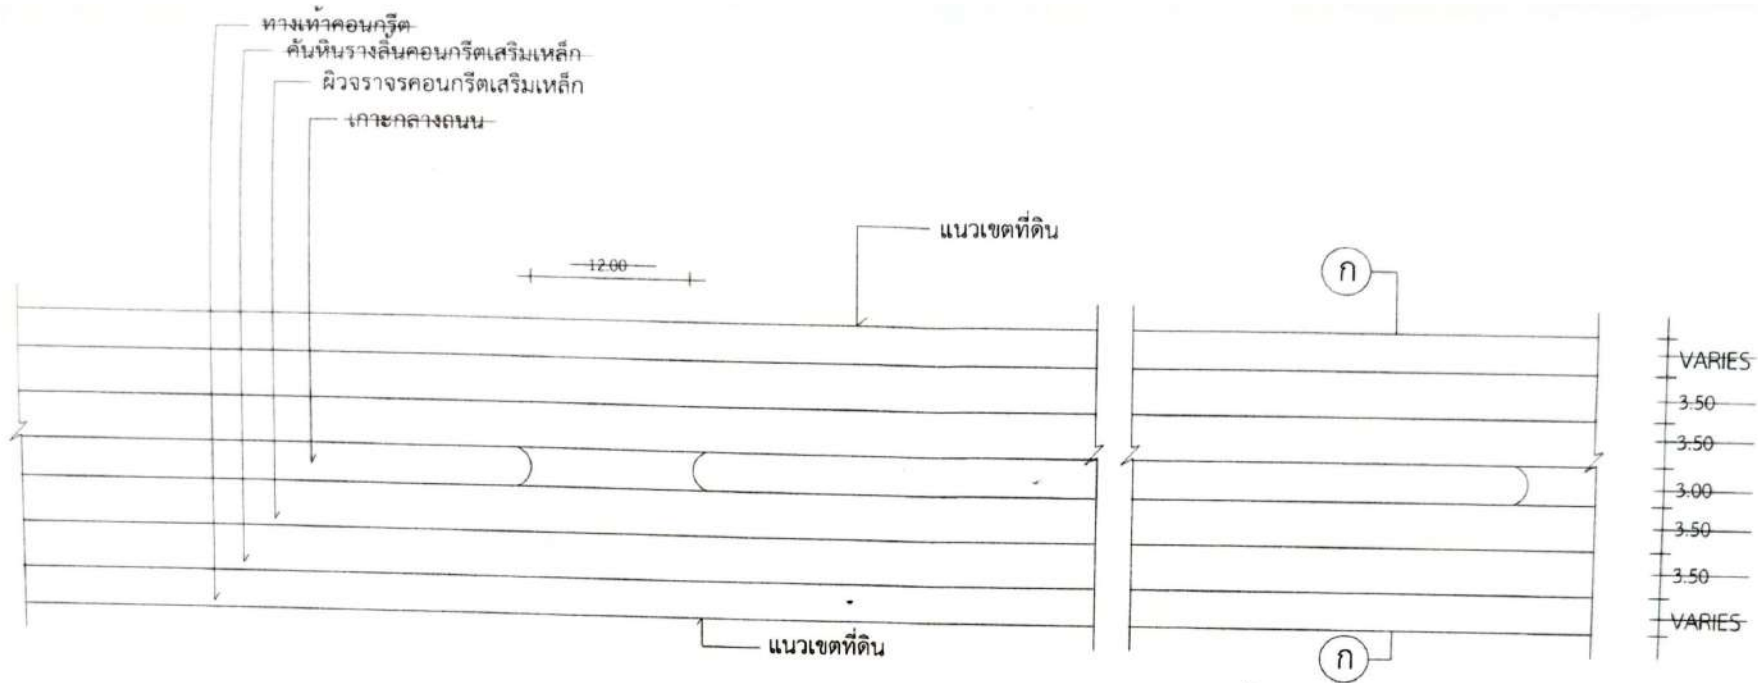 ทางเท้าคอนกรีต
คันหินรางลิ้นคอนกรีตเสริมเหล็ก
ผิวจราจรคอนกรีตเสริมเหล็ก
เกาะกลางถนน
แนวเขตที่ดิน
12.00
ก
VARIES
3.50
3.50
3.00
3.50
3.50
VARIES
แนวเขตที่ดิน
ก